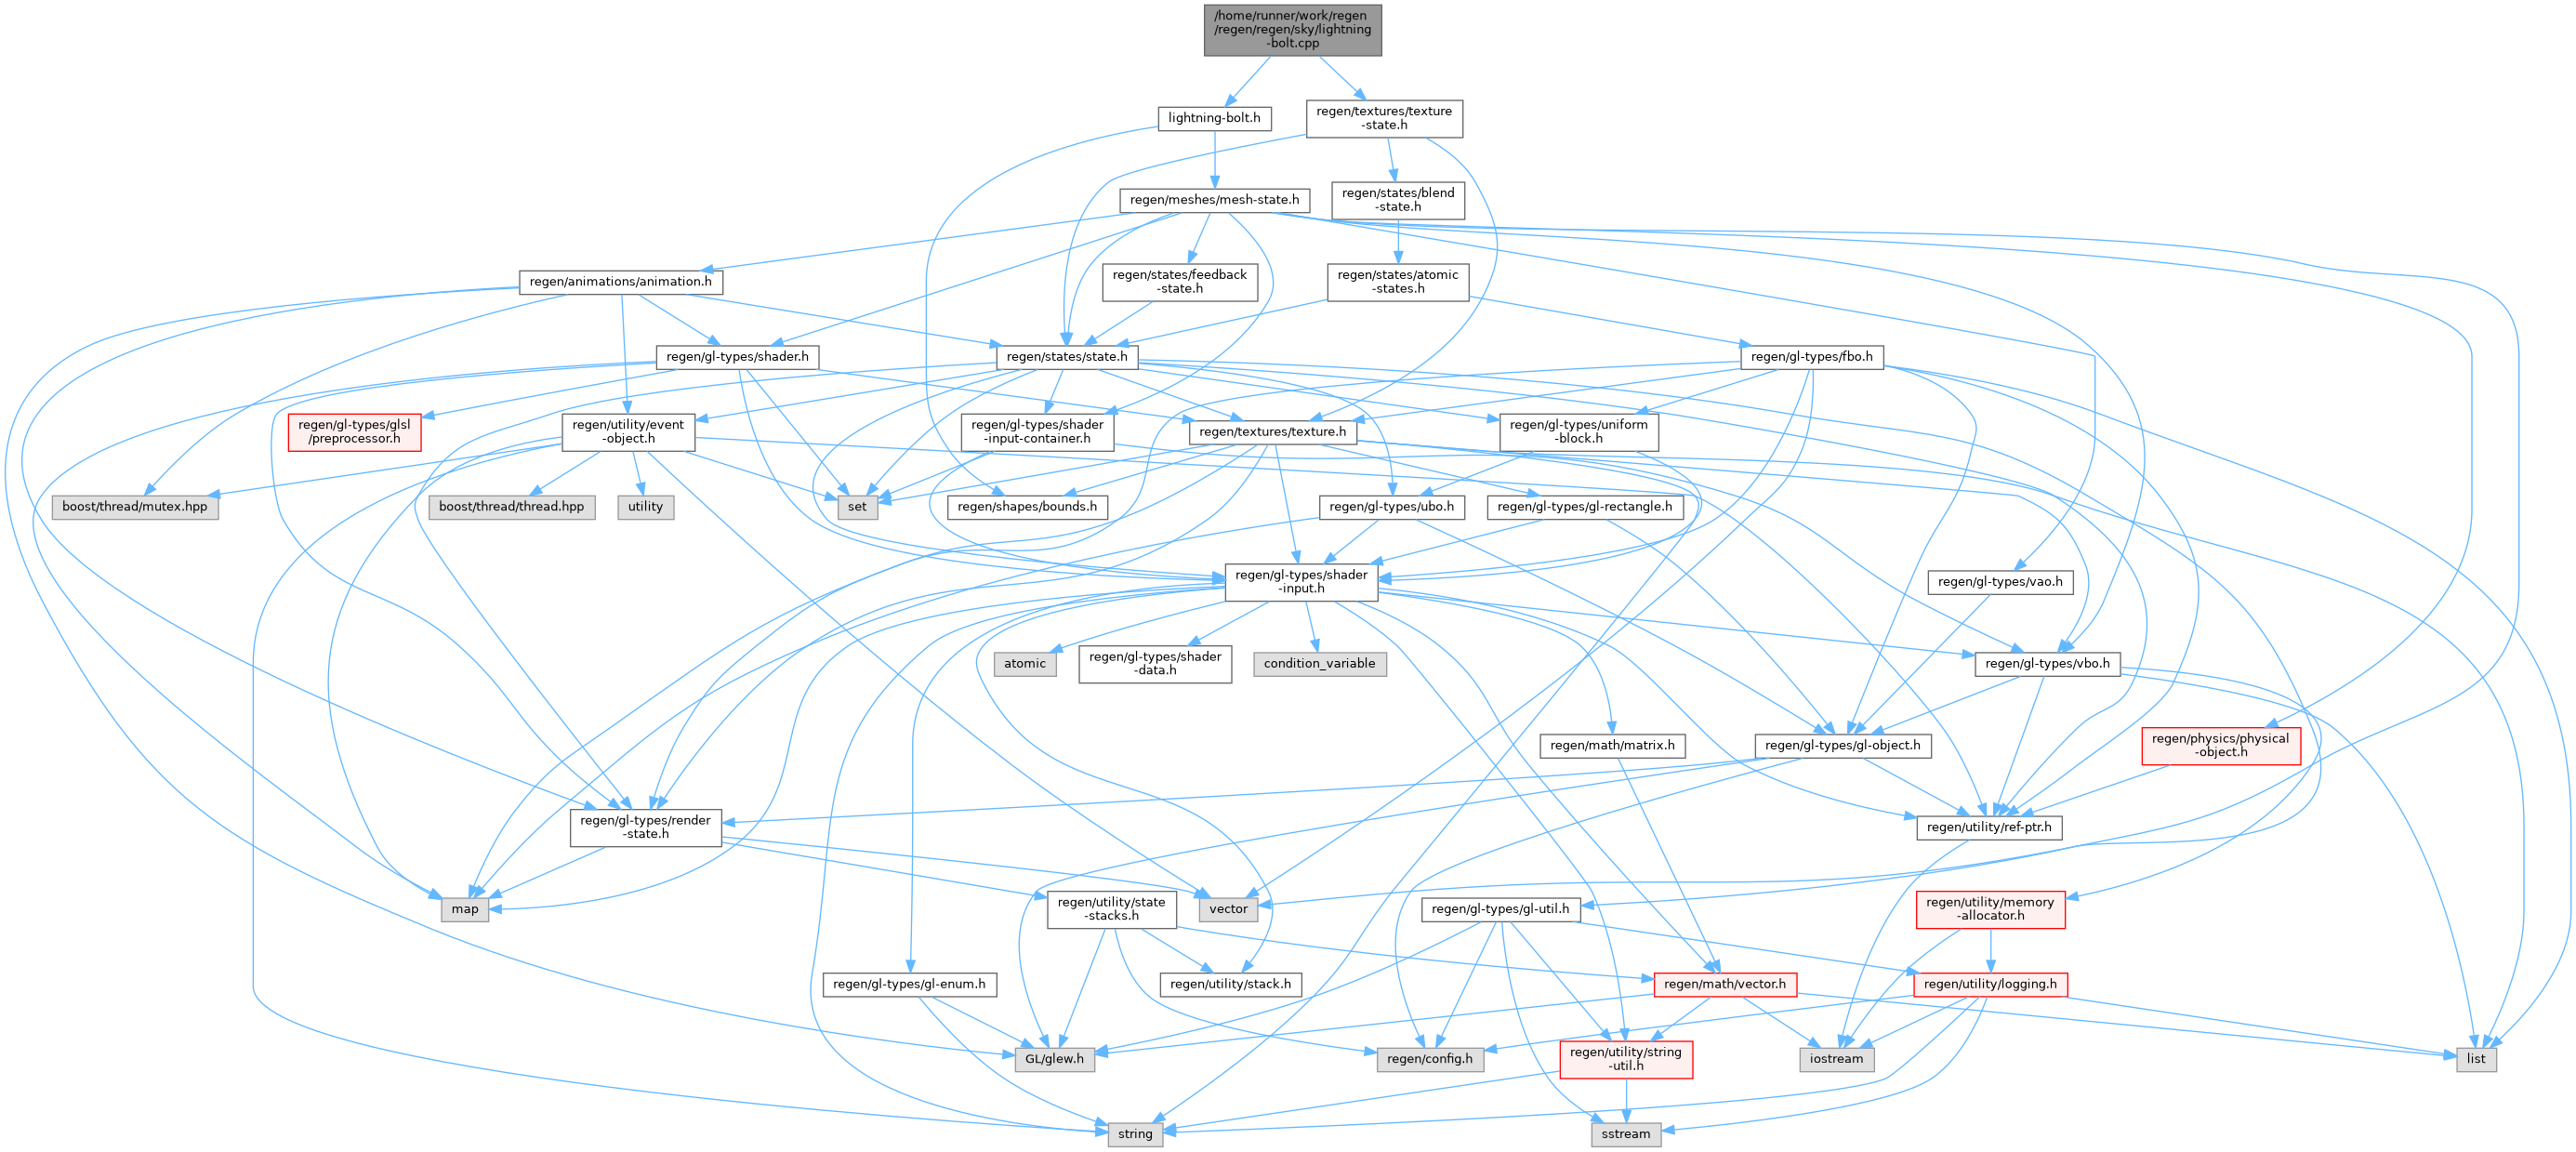 /home/runner/work/regen
/regen/regen/sky/lightning
-bolt.cpp
lightning-bolt.h
regen/textures/texture
-state.h
regen/meshes/mesh-state.h
regen/states/blend
-state.h
regen/animations/animation.h
regen/states/feedback
-state.h
regen/states/atomic
-states.h
regen/gl-types/shader.h
regen/states/state.h
regen/gl-types/fbo.h
regen/gl-types/glsl
/preprocessor.h
regen/utility/event
-object.h
regen/gl-types/shader
-input-container.h
regen/textures/texture.h
regen/gl-types/uniform
-block.h
boost/thread/mutex.hpp
boost/thread/thread.hpp
utility
set
regen/shapes/bounds.h
regen/gl-types/ubo.h
regen/gl-types/gl-rectangle.h
regen/gl-types/shader
-input.h
regen/gl-types/vao.h
atomic
regen/gl-types/shader
-data.h
condition_variable
regen/gl-types/vbo.h
regen/math/matrix.h
regen/gl-types/gl-object.h
regen/physics/physical
-object.h
regen/gl-types/render
-state.h
regen/utility/ref-ptr.h
map
regen/utility/state
-stacks.h
vector
regen/gl-types/gl-util.h
regen/utility/memory
-allocator.h
regen/gl-types/gl-enum.h
regen/utility/stack.h
regen/math/vector.h
regen/utility/logging.h
GL/glew.h
regen/config.h
regen/utility/string
-util.h
iostream
list
string
sstream